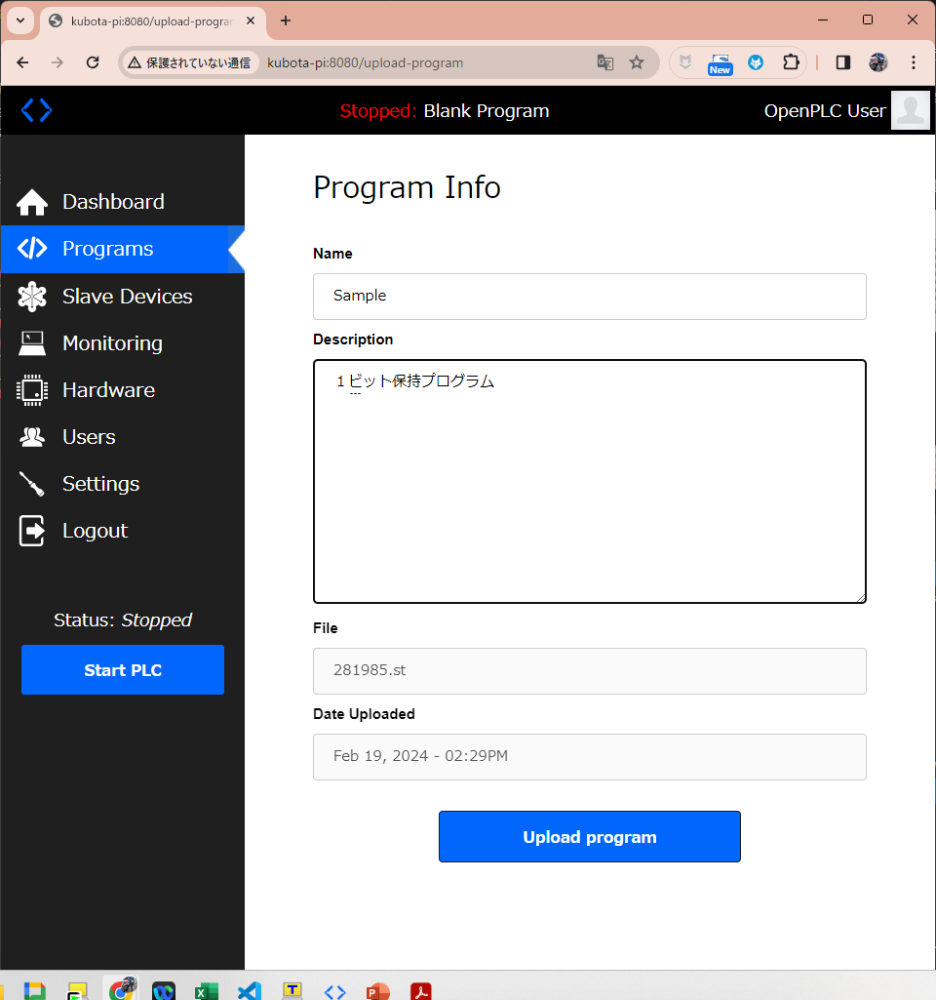 kubota-pi:8080/upload-progran
保護されていない通信 kubota-pi:8080/upload-program
New
Stopped: Blank Program
OpenPLC User
Dashboard
Programs
Slave Devices
Monitoring
Hardware
Users
Settings
Logout
Status: Stopped
Start PLC
Program Info
Name
Sample
Description
１ビット保持プログラム
File
281985.st
Date Uploaded
Feb 19, 2024 - 02:29PM
Upload program